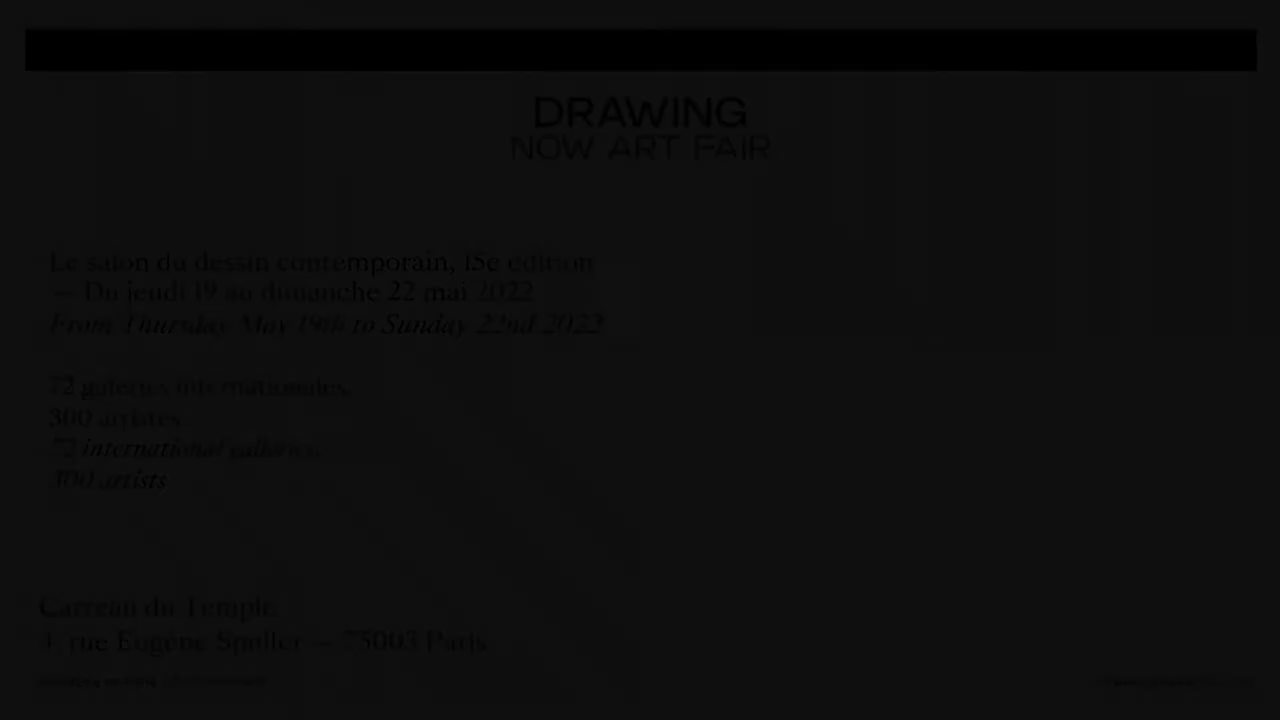 DRAWING
NOW ART FAIR
Le salon du dessin contemporain, 15e édition
— Du jeudi 19 au dimanche 22 mai 2022
From Thursday May 19th to Sunday 22nd 2022
72 galeries internationales,
300 artistes
72 international galleries,
300 artists
Carreau du Temple
4 rue Eugène Spuller — 75003 Paris